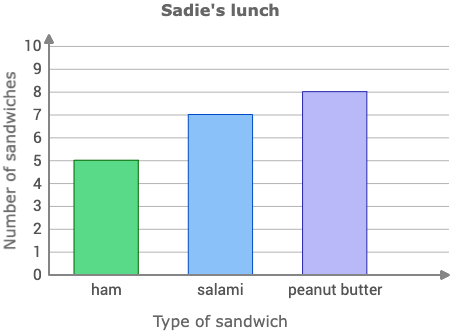 Sadie's lunch
10
9
8
7
6
5
4
3
2
1
0
Number of sandwiches
ham salami peanut butter
Type of sandwich